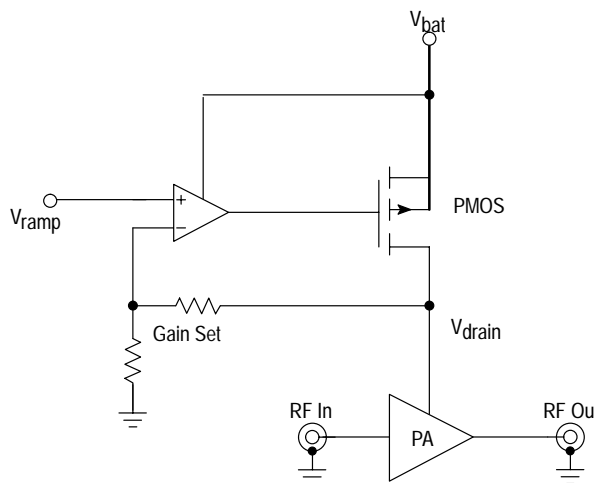 Vbat
PMOS
+
Vramp
−
Gain Set
Vdrain
RF In
RF Ou
PA